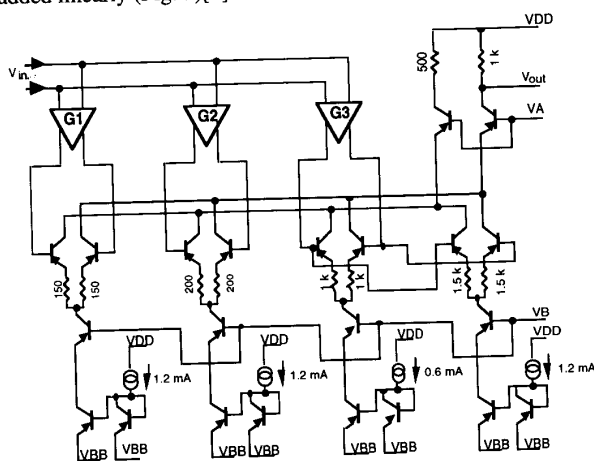 added linearly (Fig.
VDD
500
1 k
Vin
Vout
G1
G2
G3
VA
150
150
200
200
1 k
1 k
1.5 k
1.5 k
VB
VDD
VDD
VDD
VDD
1.2 mA
1.2 mA
0.6 mA
1.2 mA
VBB
VBB
VBB
VBB
VBB
VBB
VBB
VBB